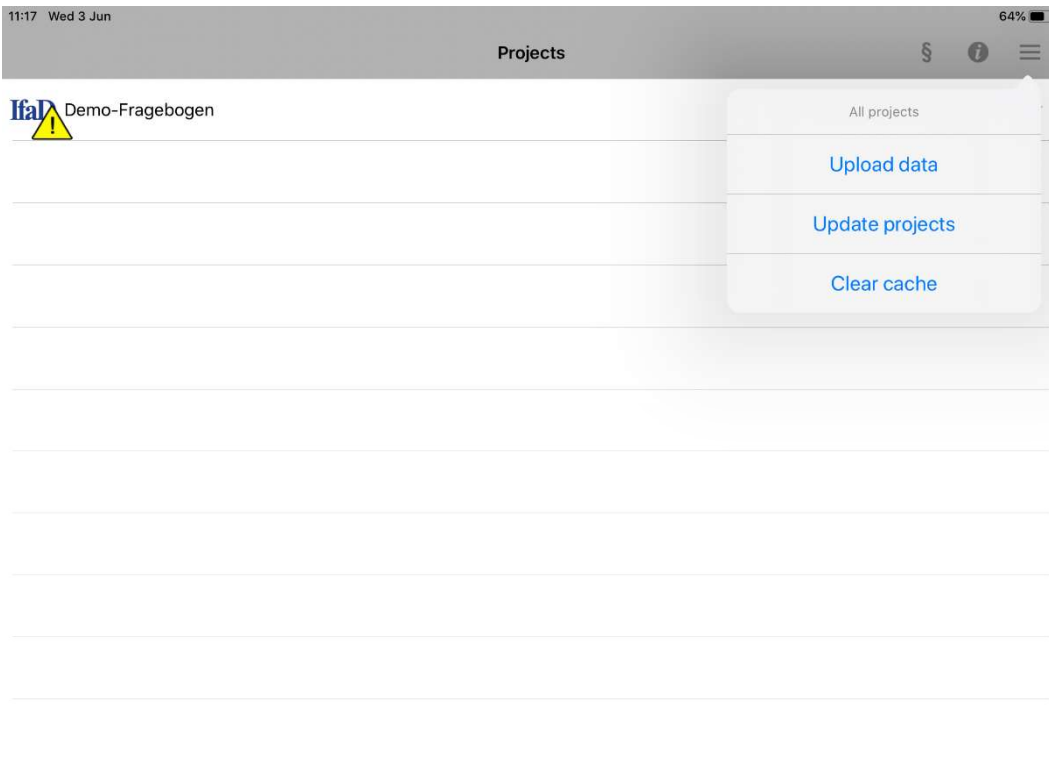 11:17 Wed 3 Jun
64%
Projects
§
IfaD
Demo-Fragebogen
!
All projects
Upload data
Update projects
Clear cache